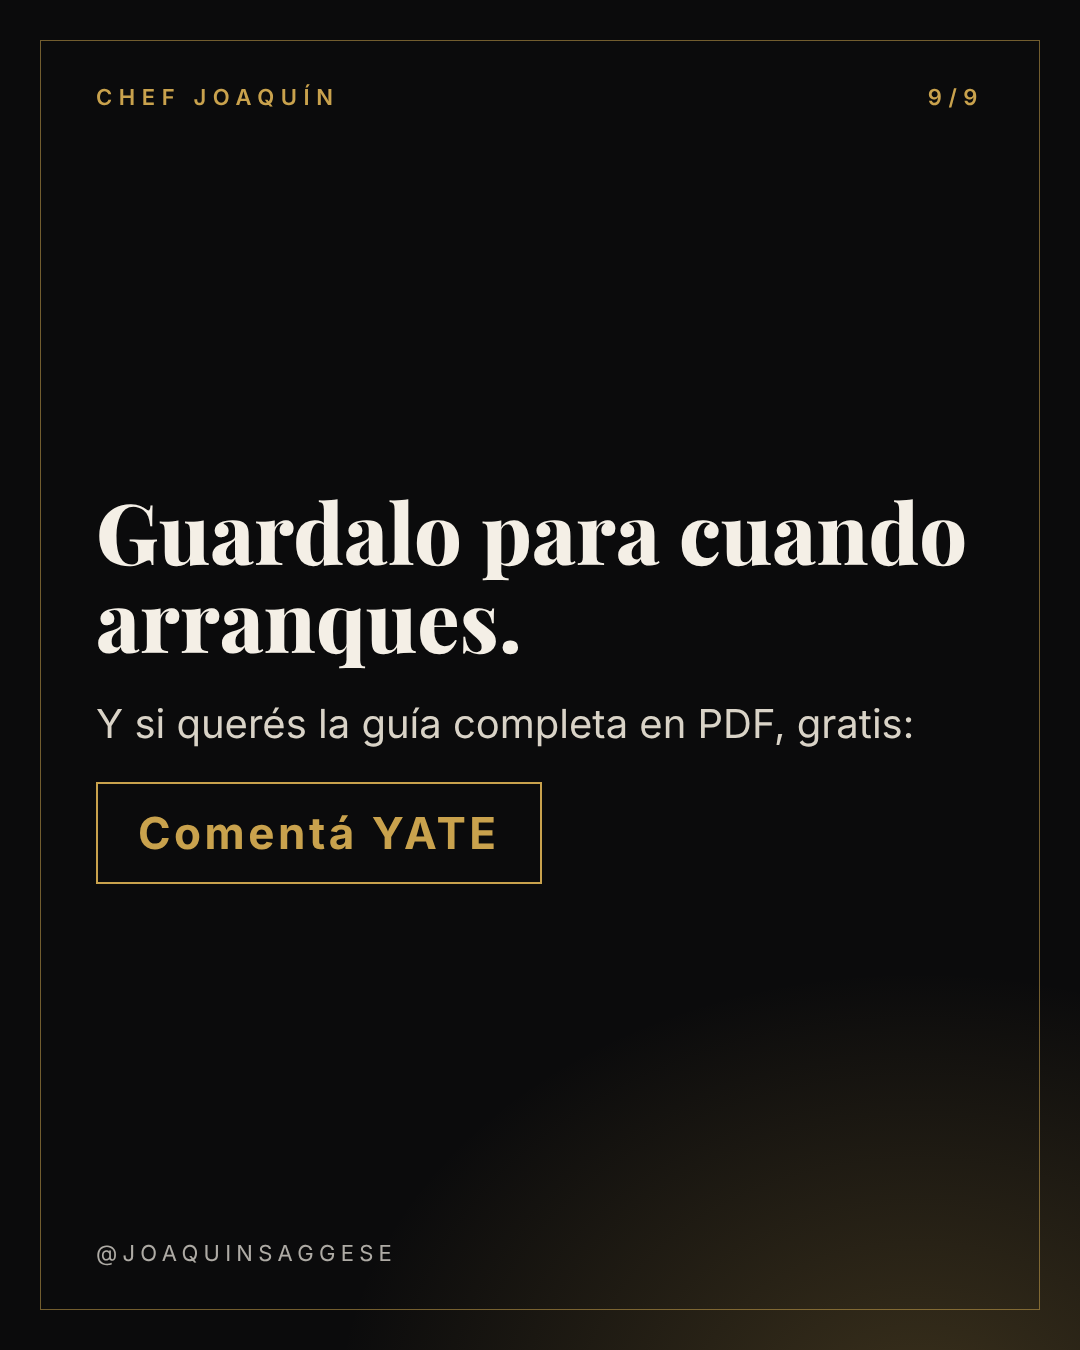 CHEF JOAQUÍN
9/9
Guardalo para cuando
arranques.
Y si querés la guía completa en PDF, gratis:
Comentá YATE
@JOAQUINSAGGESE